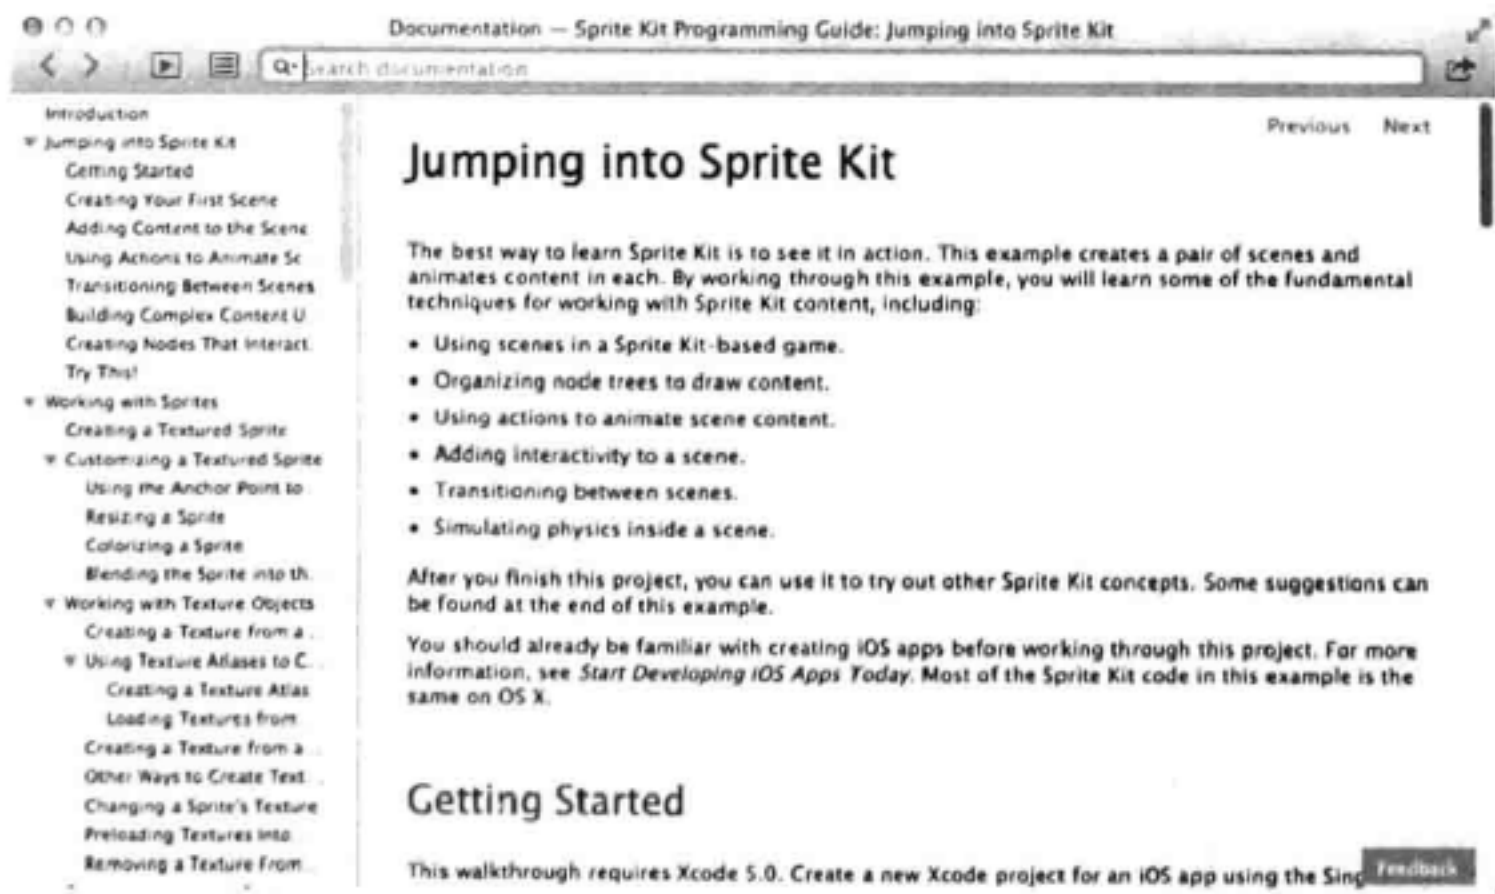 Documentation — Sprite Kit Programming Guide: Jumping into Sprite Kit
Search documentation
Introduction
Jumping into Sprite Kit
Getting Started
Creating Your First Scene
Adding Content to the Scene
Using Actions to Animate Sc
Transitioning Between Scenes
Building Complex Content U
Creating Nodes That Interact
Try This!
Working with Sprites
Creating a Textured Sprite
Customizing a Textured Sprite
Using the Anchor Point to
Resizing a Sprite
Colorizing a Sprite
Blending the Sprite into th.
Working with Texture Objects
Creating a Texture from a ..
Using Texture Atlases to C..
Creating a Texture Atlas
Loading Textures from
Creating a Texture from a ...
Other Ways to Create Text ..
Changing a Sprite's Texture
Preloading Textures Into
Removing a Texture From
Previous Next
Jumping into Sprite Kit
The best way to learn Sprite Kit is to see it in action. This example creates a pair of scenes and
animates content in each. By working through this example, you will learn some of the fundamental
techniques for working with Sprite Kit content, including:
• Using scenes in a Sprite Kit-based game.
• Organizing node trees to draw content.
• Using actions to animate scene content.
• Adding interactivity to a scene.
• Transitioning between scenes.
• Simulating physics inside a scene.
After you finish this project, you can use it to try out other Sprite Kit concepts. Some suggestions can
be found at the end of this example.
You should already be familiar with creating iOS apps before working through this project. For more
information, see Start Developing iOS Apps Today. Most of the Sprite Kit code in this example is the
same on OS X.
Getting Started
This walkthrough requires Xcode 5.0. Create a new Xcode project for an iOS app using the Sing
Feedback